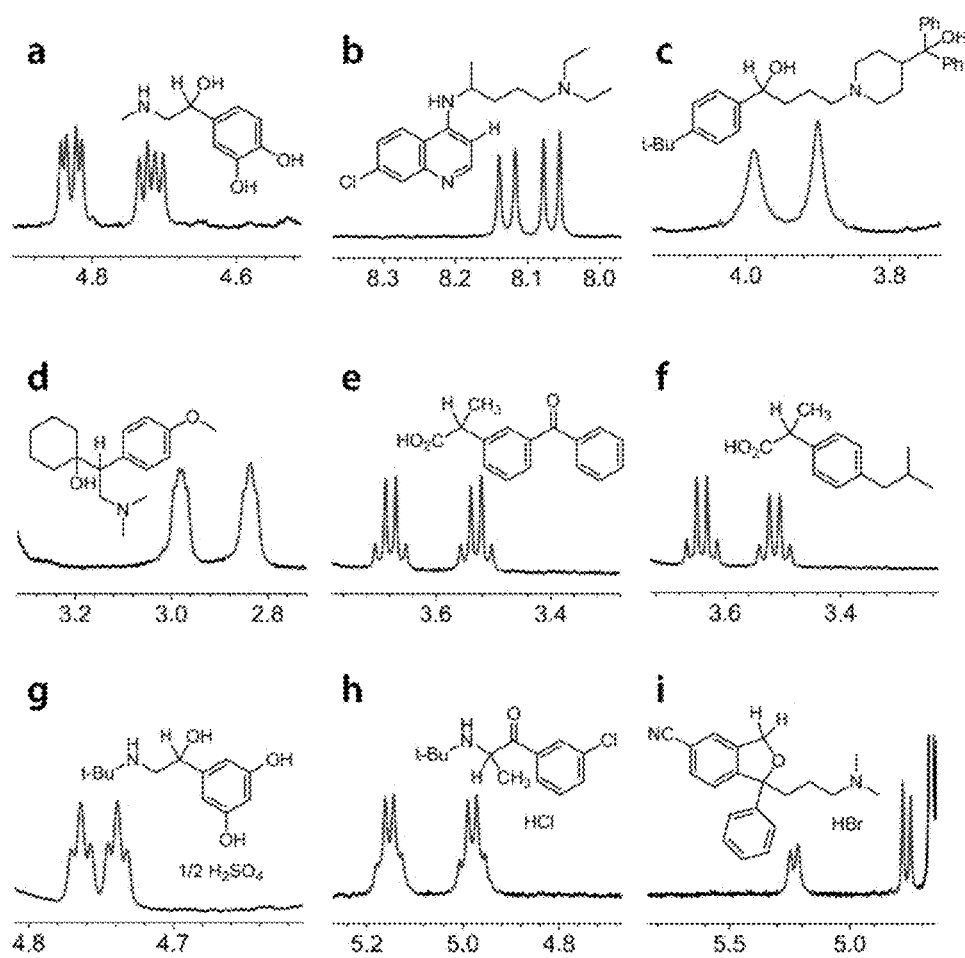 a
b
c
H OH
H
N
OH
OH
HN
N
H
Cl
N
Ph
OH
Ph
H OH
N
t-Bu
4.8 4.6
8.3 8.2 8.1 8.0
4.0 3.8
d
e
f
O
H
OH
N
H CH₃
O
HO₂C
H CH₃
HO₂C
3.2 3.0 2.8
3.6 3.4
3.6 3.4
g
h
i
H OH
H
N
t-Bu
OH
OH
1/2 H₂SO₄
H
N
O
t-Bu
Cl
H CH₃
HCl
H
H
NC
O
N
HBr
4.8 4.7
5.2 5.0 4.8
5.5 5.0